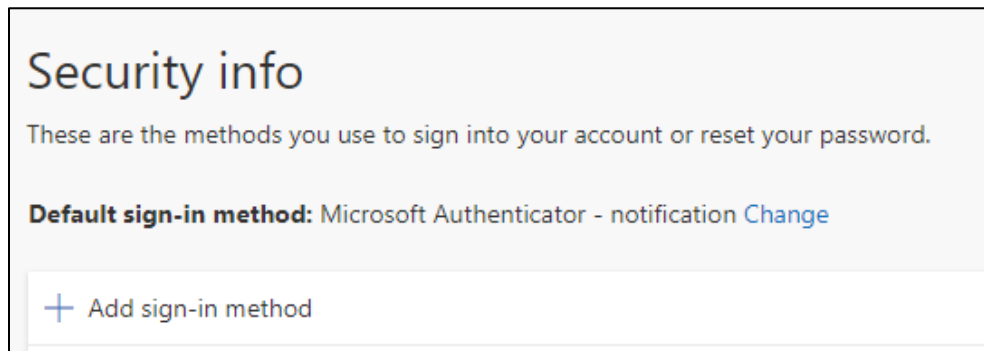 Security info
These are the methods you use to sign into your account or reset your password.
Default sign-in method: Microsoft Authenticator - notification Change
Add sign-in method